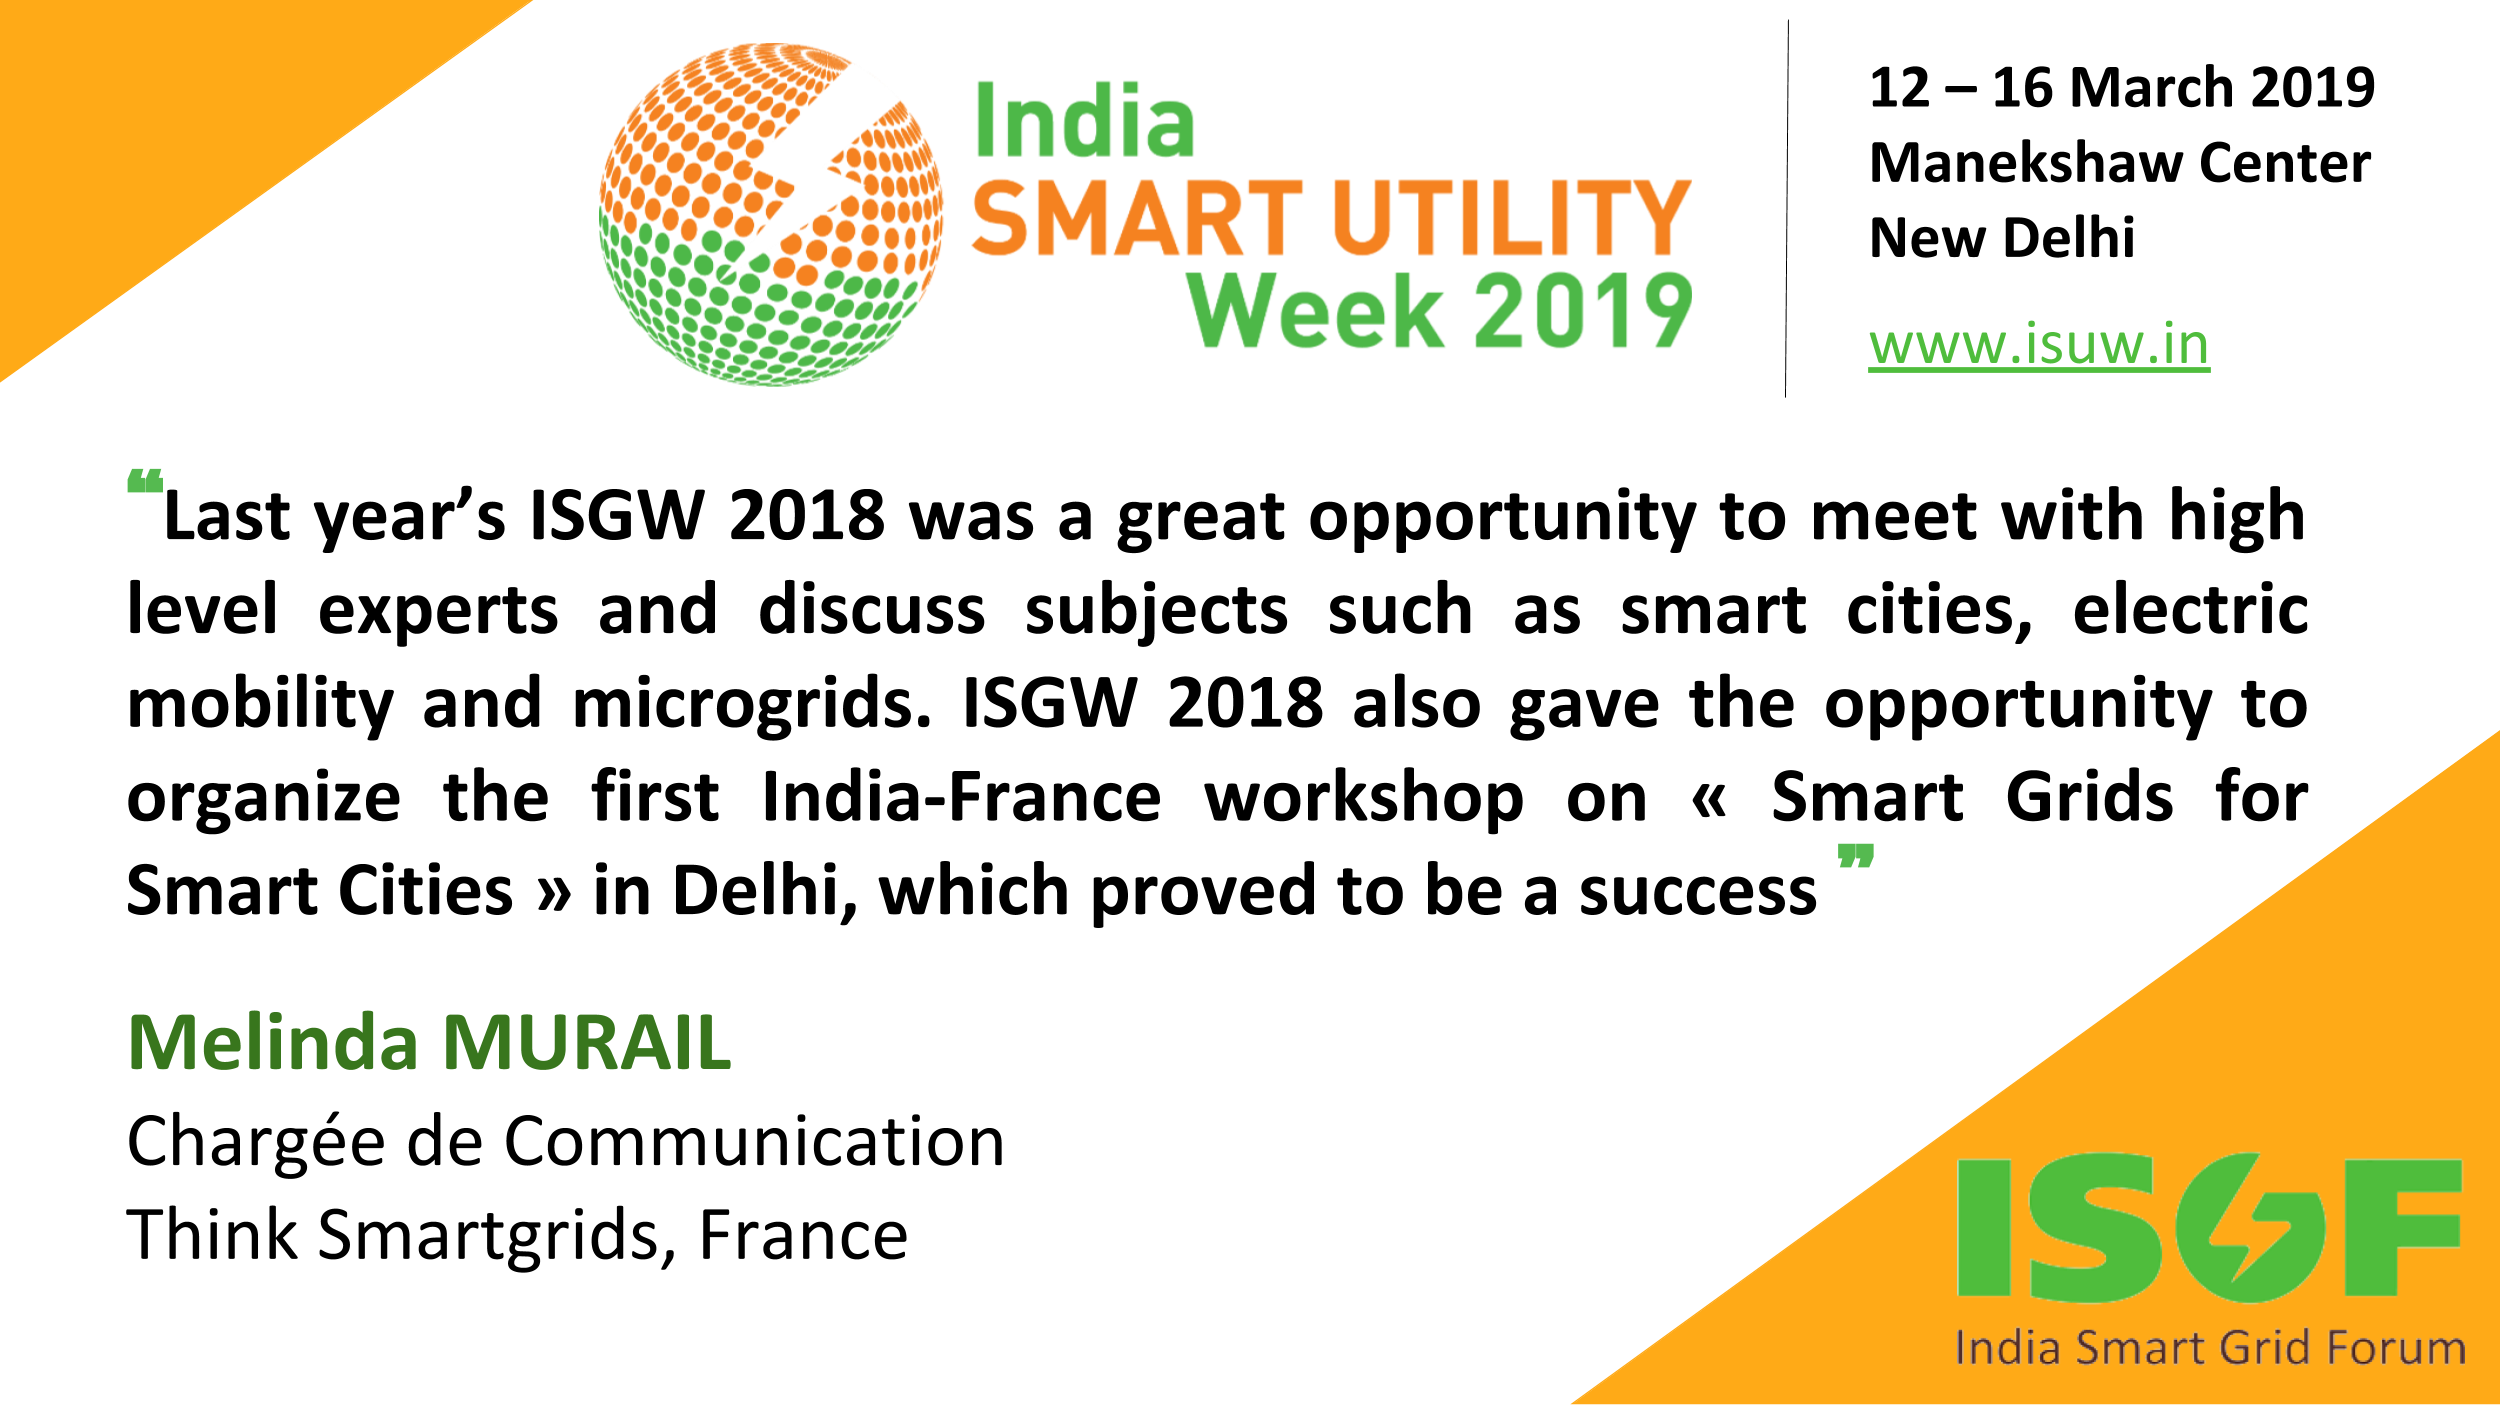 India
SMART UTILITY
Week 2019
12 – 16 March 2019
Manekshaw Center
New Delhi
www.isuw.in
❝Last year’s ISGW 2018 was a great opportunity to meet with high
level experts and discuss subjects such as smart cities, electric
mobility and microgrids. ISGW 2018 also gave the opportunity to
organize the first India-France workshop on « Smart Grids for
Smart Cities » in Delhi, which proved to be a success ❞
Melinda MURAIL
Chargée de Communication
Think Smartgrids, France
ISGF
India Smart Grid Forum